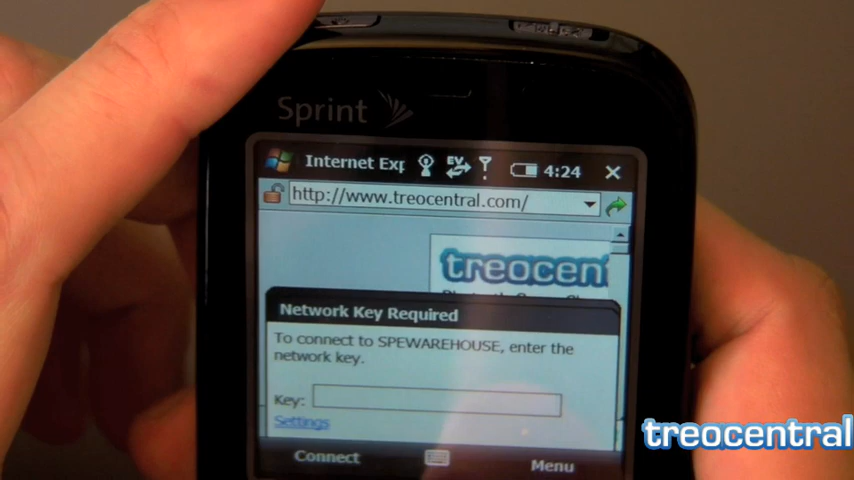 Sprint
Internet Exp
EV
4:24
http://www.treocentral.com/
treocent
Network Key Required
To connect to SPEWAREHOUSE, enter the
network key.
Key:
Settings
Connect
Menu
treocentral